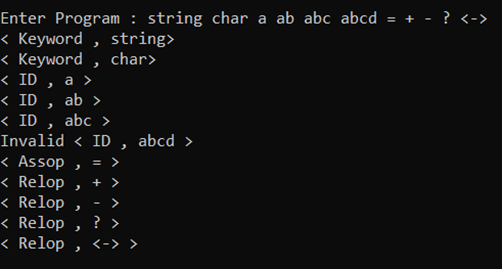 Enter Program : string char a ab abc abcd = + - ? <->
< Keyword , string>
< Keyword , char>
< ID , a >
< ID , ab >
< ID , abc >
Invalid < ID , abcd >
< Assop , = >
< Relop , + >
< Relop , - >
< Relop , ? >
< Relop , <-> >